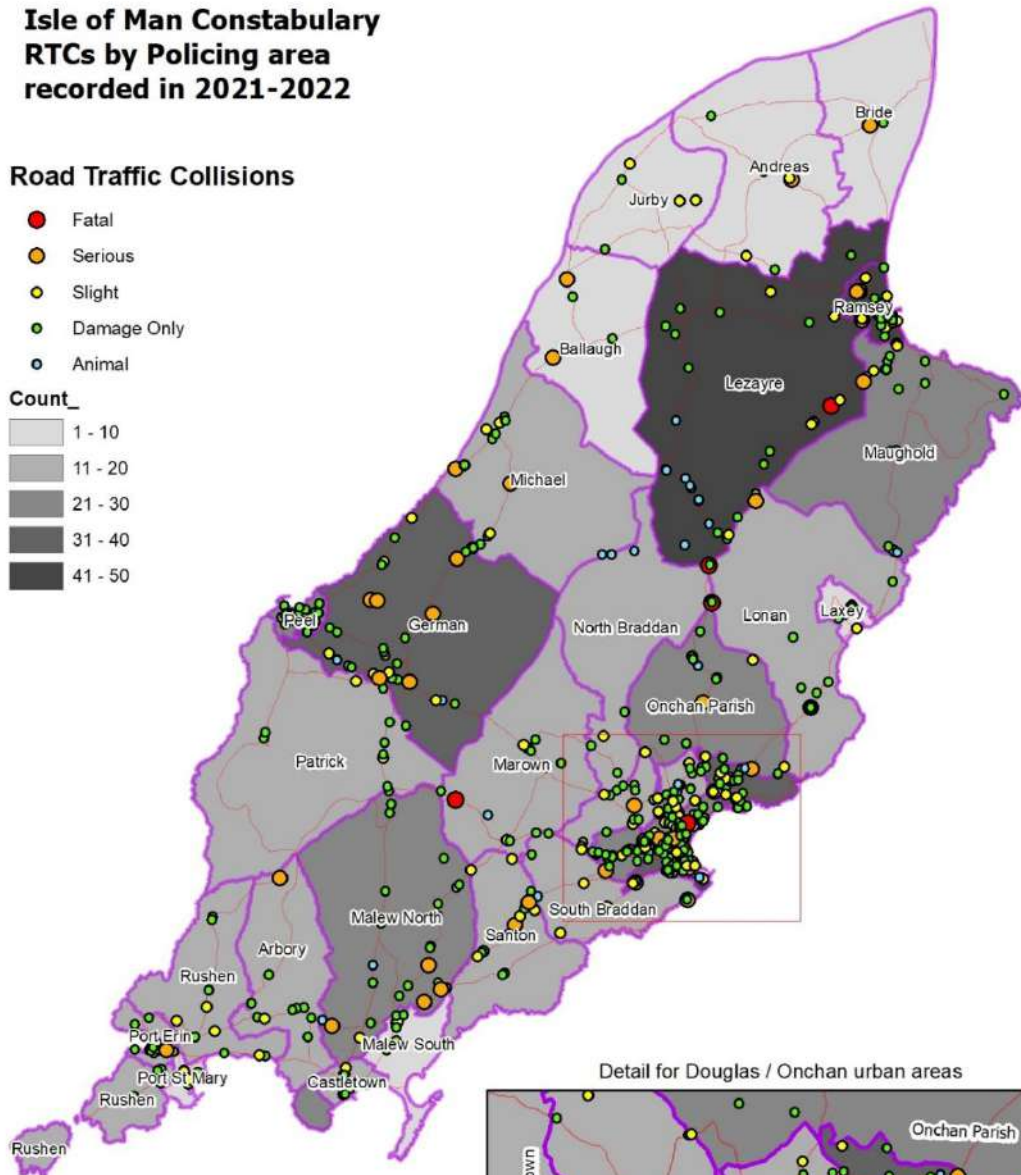 Isle of Man Constabulary
RTCs by Policing area
recorded in 2021-2022
Road Traffic Collisions
Fatal
Serious
Slight
Damage Only
Animal
Count_
1 - 10
11 - 20
21 - 30
31 - 40
41 - 50
Bride
Andreas
Jurby
Ramsey
Ballaugh
Lezayre
Maughold
Michael
Peel
German
North Braddan
Lonan
Laxey
Onchan Parish
Patrick
Marown
Malew North
South Braddan
Santon
Arbory
Rushen
Port Erin
Malew South
Port St Mary
Castletown
Rushen
Rushen
Detail for Douglas / Onchan urban areas
Onchan Parish